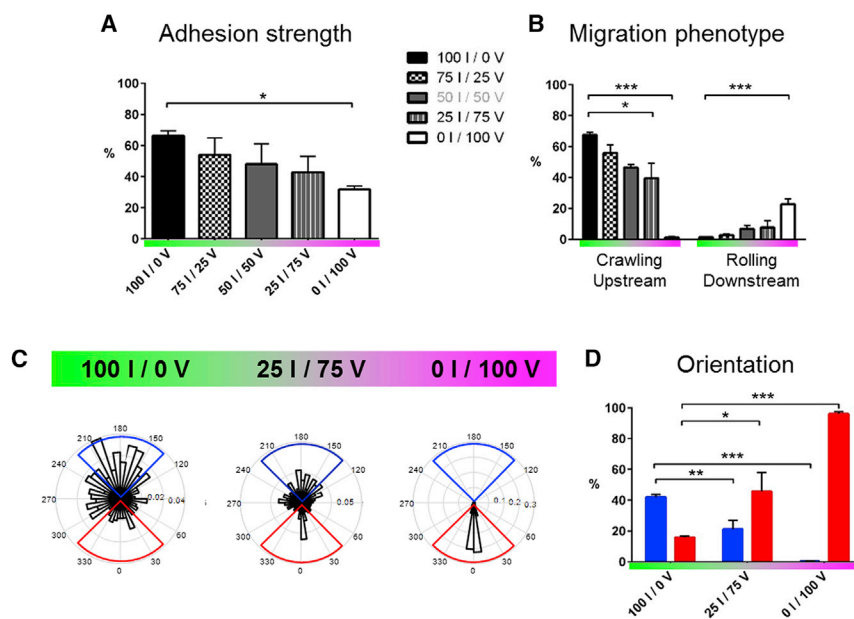 A
Adhesion strength
100
80
60
40
20
0
%
*
100 I / 0 V
75 I / 25 V
50 I / 50 V
25 I / 75 V
0 I / 100 V
100 I / 0 V
75 I / 25 V
50 I / 50 V
25 I / 75 V
0 I / 100 V
B
Migration phenotype
100
80
60
40
20
0
%
***
*
***
Crawling
Upstream
Rolling
Downstream
C
100 I / 0 V
25 I / 75 V
0 I / 100 V
180
210
150
240
120
270
0.02
0.04
300
60
330
30
0
180
210
150
240
120
270
0.05
300
60
330
30
0
180
210
150
240
120
270
0.1
0.2
0.3
300
60
330
30
0
D
Orientation
100
80
60
40
20
0
%
***
*
***
**
100 I / 0 V
25 I / 75 V
0 I / 100 V